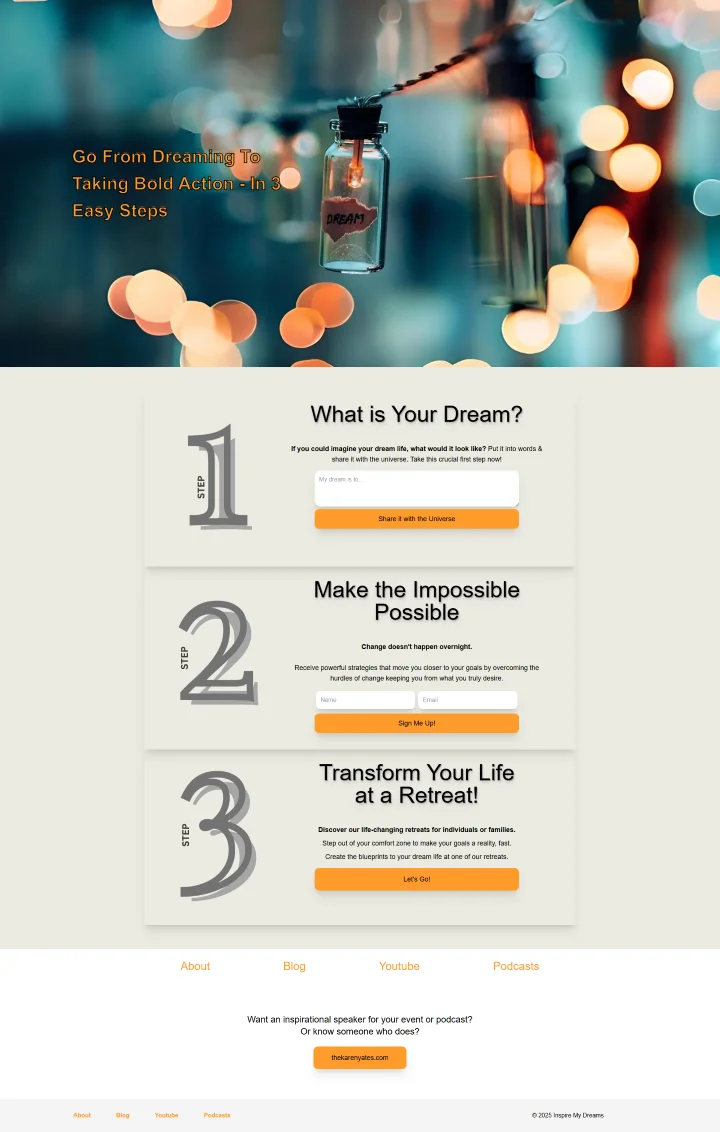 Go From Dreaming To
Taking Bold Action - In 3
Easy Steps
DREAM
1
STEP
What is Your Dream?
If you could imagine your dream life, what would it look like? Put it into words &
share it with the universe. Take this crucial first step now!
My dream is to...
Share it with the Universe
2
STEP
Make the Impossible
Possible
Change doesn't happen overnight.
Receive powerful strategies that move you closer to your goals by overcoming the
hurdles of change keeping you from what you truly desire.
Name Email
Sign Me Up!
3
STEP
Transform Your Life
at a Retreat!
Discover our life-changing retreats for individuals or families.
Step out of your comfort zone to make your goals a reality, fast.
Create the blueprints to your dream life at one of our retreats.
Let's Go!
About Blog Youtube Podcasts
Want an inspirational speaker for your event or podcast?
Or know someone who does?
thekarenyates.com
About Blog Youtube Podcasts © 2025 Inspire My Dreams